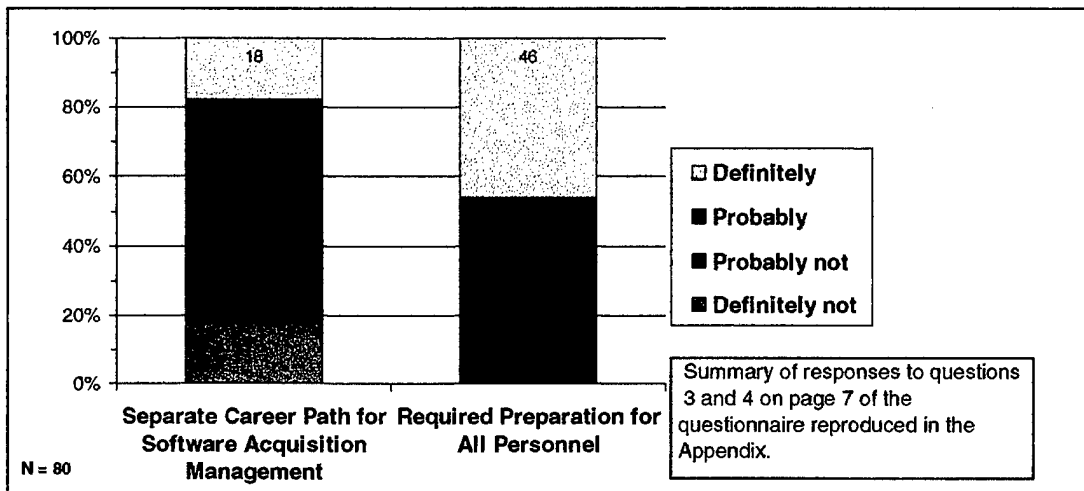 100%
80%
60%
40%
20%
0%
18
46
Definitely
Probably
Probably not
Definitely not
Separate Career Path for
Software Acquisition
Management
Required Preparation for
All Personnel
N = 80
Summary of responses to questions
3 and 4 on page 7 of the
questionnaire reproduced in the
Appendix.